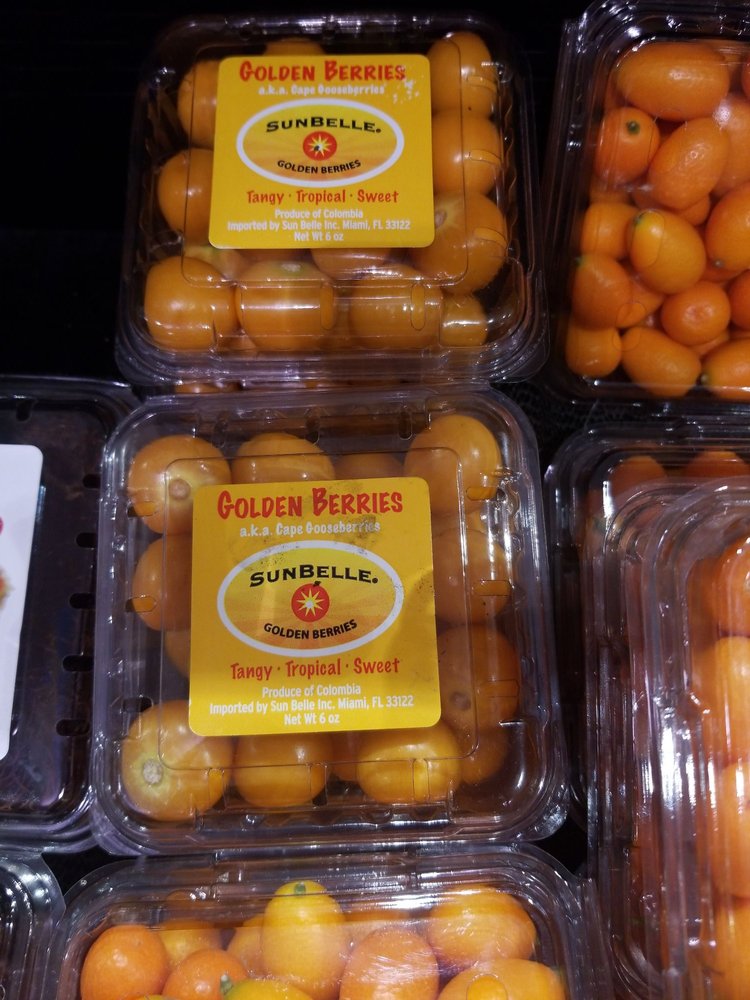 GOLDEN BERRIES
a.k.a. Cape Gooseberries
SUNBELLE®
GOLDEN BERRIES
Tangy · Tropical · Sweet
Produce of Colombia
Imported by Sun Belle Inc. Miami, FL 33122
Net Wt 6 oz
GOLDEN BERRIES
a.k.a. Cape Gooseberries
SUNBELLE®
GOLDEN BERRIES
Tangy · Tropical · Sweet
Produce of Colombia
Imported by Sun Belle Inc. Miami, FL 33122
Net Wt 6 oz